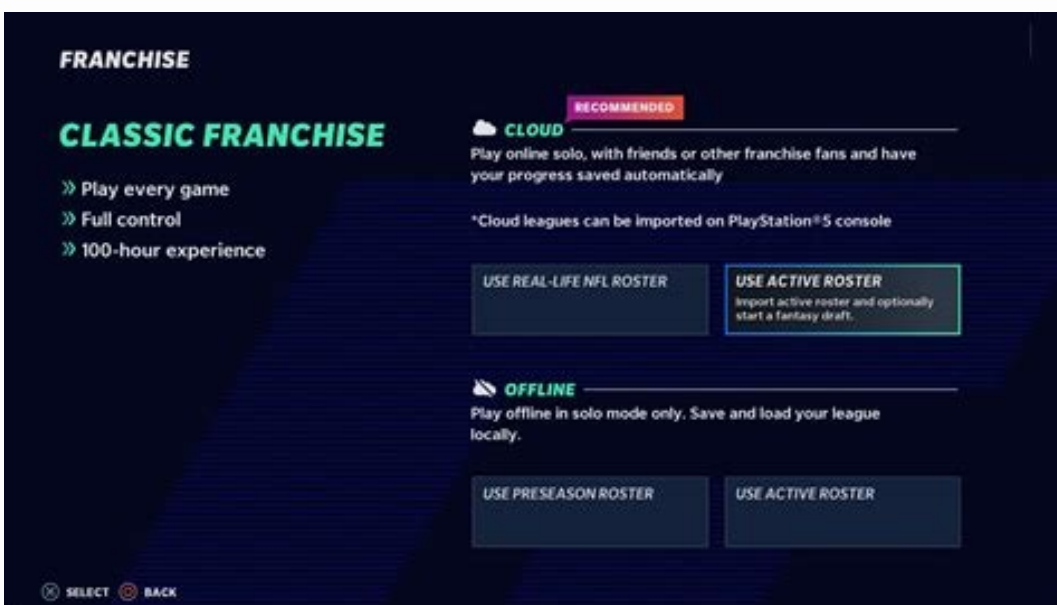 FRANCHISE
CLASSIC FRANCHISE
» Play every game
» Full control
» 100-hour experience
RECOMMENDED
CLOUD
Play online solo, with friends or other franchise fans and have
your progress saved automatically
*Cloud leagues can be imported on PlayStation®5 console
USE REAL-LIFE NFL ROSTER
USE ACTIVE ROSTER
Import active roster and optionally
start a fantasy draft.
OFFLINE
Play offline in solo mode only. Save and load your league
locally.
USE PRESEASON ROSTER
USE ACTIVE ROSTER
SELECT BACK